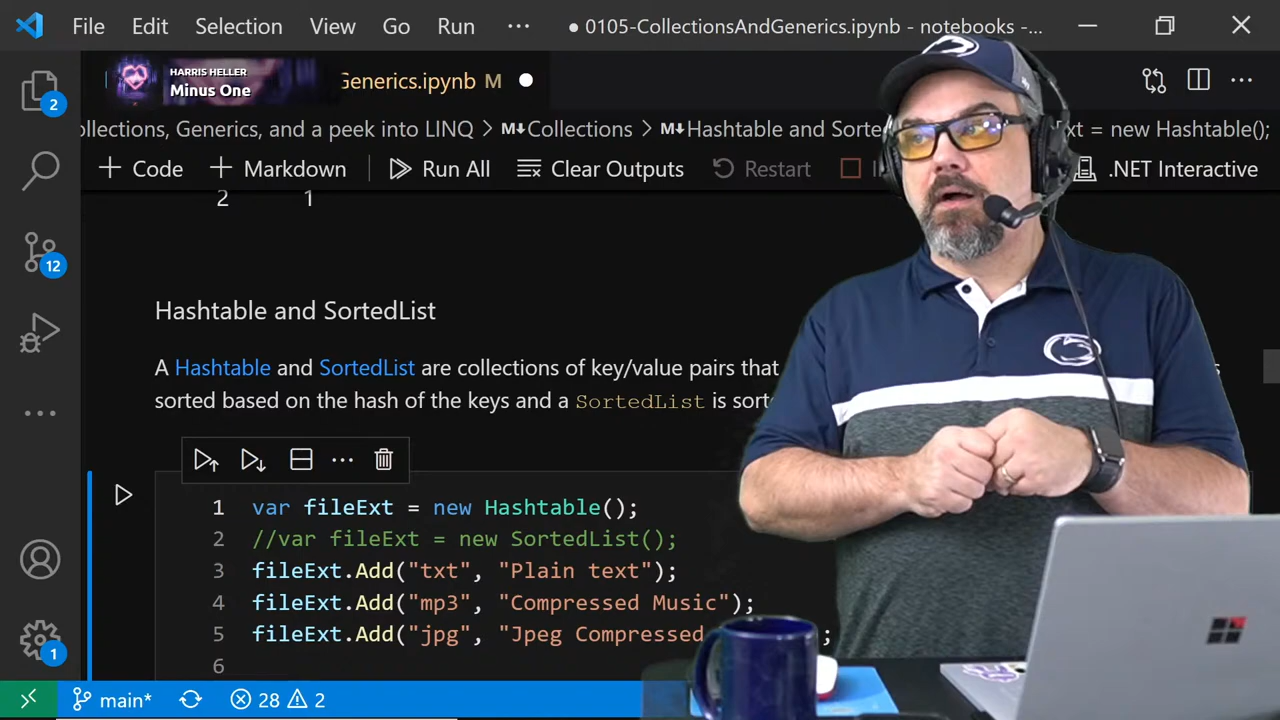 File Edit Selection View Go Run ··· ● 0105-CollectionsAndGenerics.ipynb - notebooks -...
HARRIS HELLER
Minus One
Generics.ipynb M
2
ollections, Generics, and a peek into LINQ > Collections > Hashtable and Sorte xt = new Hashtable();
+ Code + Markdown Run All Clear Outputs Restart I .NET Interactive
2 1
12
Hashtable and SortedList
A Hashtable and SortedList are collections of key/value pairs that s
sorted based on the hash of the keys and a SortedList is sorte
1 var fileExt = new Hashtable();
2 //var fileExt = new SortedList();
3 fileExt.Add("txt", "Plain text");
4 fileExt.Add("mp3", "Compressed Music");
5 fileExt.Add("jpg", "Jpeg Compressed ;
6
1
main* 28 2